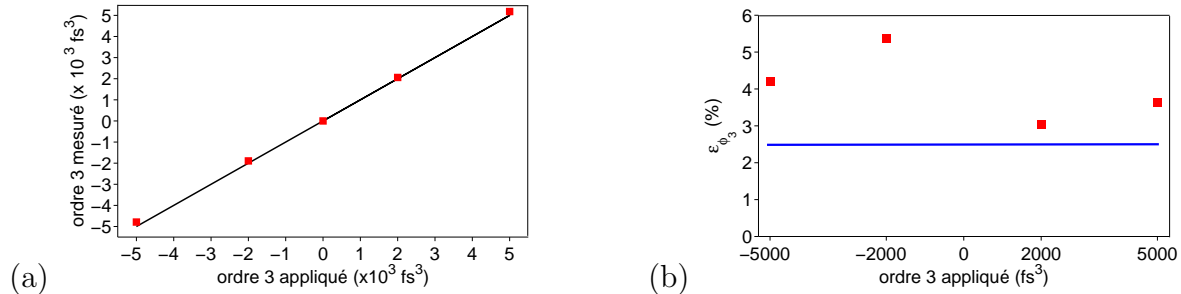 ordre 3 mesuré (x 10³ fs³)
5
4
3
2
1
0
−1
−2
−3
−4
−5
−5 −4 −3 −2 −1 0 1 2 3 4 5
ordre 3 appliqué (x10³ fs³)
(a)
ε_ϕ₃ (%)
6
5
4
3
2
1
0
−5000 −2000 0 2000 5000
ordre 3 appliqué (fs³)
(b)